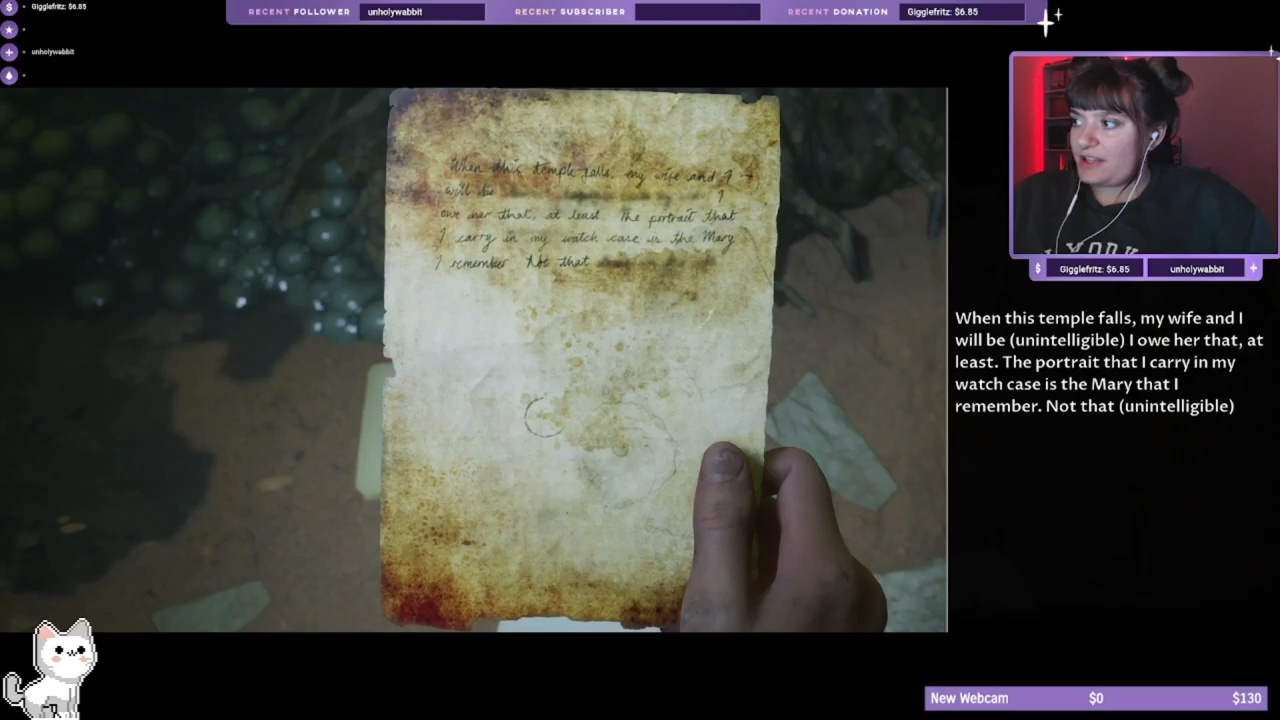 Gigglefritz: $6.85
unholywabbit
RECENT FOLLOWER unholywabbit RECENT SUBSCRIBER RECENT DONATION Gigglefritz: $6.85
When this temple falls, my wife and I
will be I
owe her that, at least. The portrait that
I carry in my watch case is the Mary
I remember Not that
YORK
$ Gigglefritz: $6.85 unholywabbit +
When this temple falls, my wife and I
will be (unintelligible) I owe her that, at
least. The portrait that I carry in my
watch case is the Mary that I
remember. Not that (unintelligible)
New Webcam $0 $130